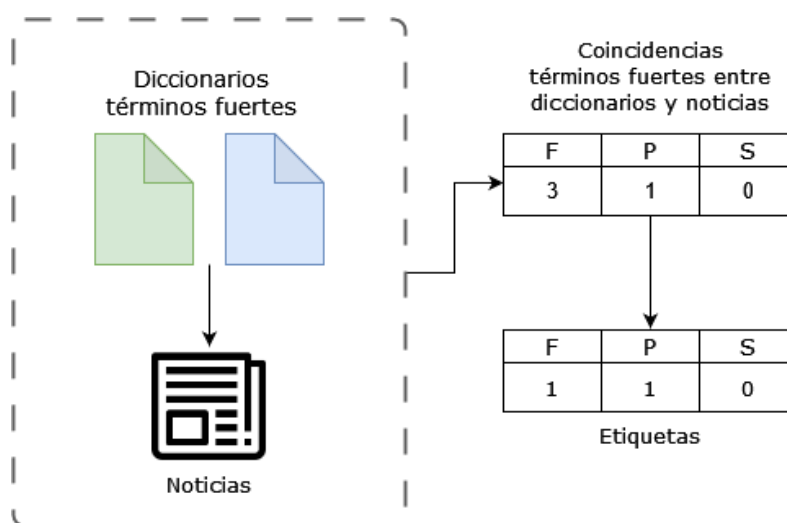 Diccionarios
términos fuertes
Noticias
Coincidencias
términos fuertes entre
diccionarios y noticias
F P S
3 1 0
F P S
1 1 0
Etiquetas